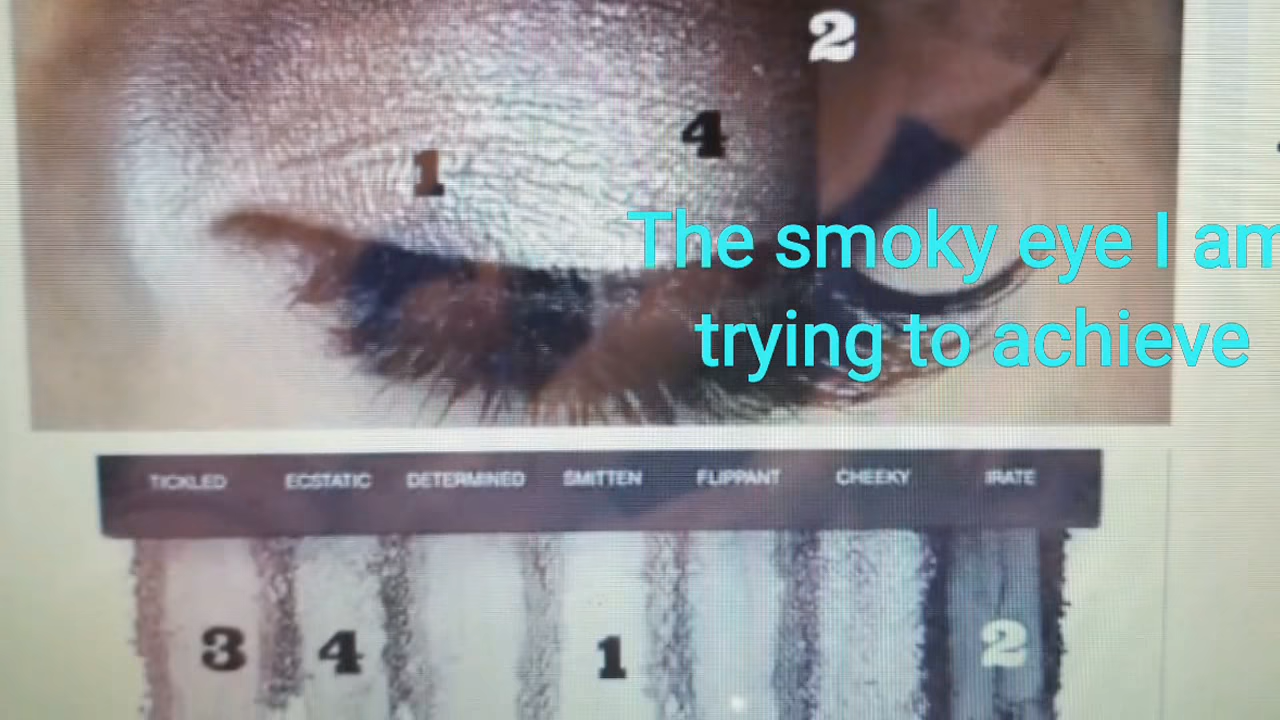 2
4
1
The smoky eye I am
trying to achieve
TICKLED ECSTATIC DETERMINED SMITTEN FLIPPANT CHEEKY IRATE
3 4 1 2